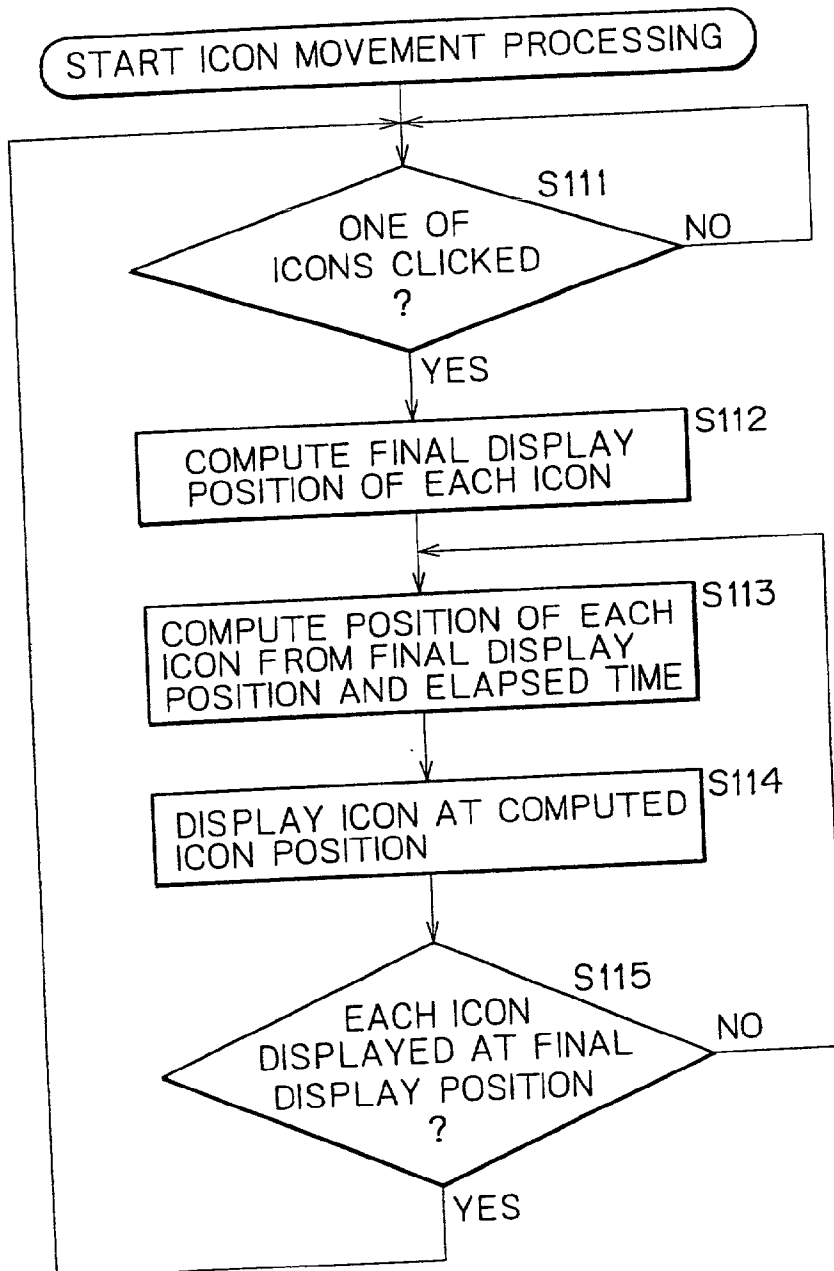 START ICON MOVEMENT PROCESSING
S111
ONE OF
ICONS CLICKED
?
NO
YES
S112
COMPUTE FINAL DISPLAY
POSITION OF EACH ICON
S113
COMPUTE POSITION OF EACH
ICON FROM FINAL DISPLAY
POSITION AND ELAPSED TIME
S114
DISPLAY ICON AT COMPUTED
ICON POSITION
S115
EACH ICON
DISPLAYED AT FINAL
DISPLAY POSITION
?
NO
YES